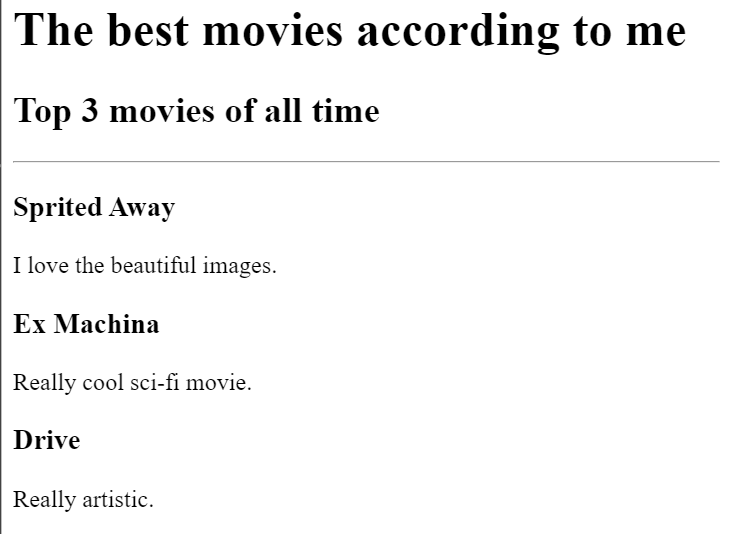 The best movies according to me
Top 3 movies of all time
Sprited Away
I love the beautiful images.
Ex Machina
Really cool sci-fi movie.
Drive
Really artistic.